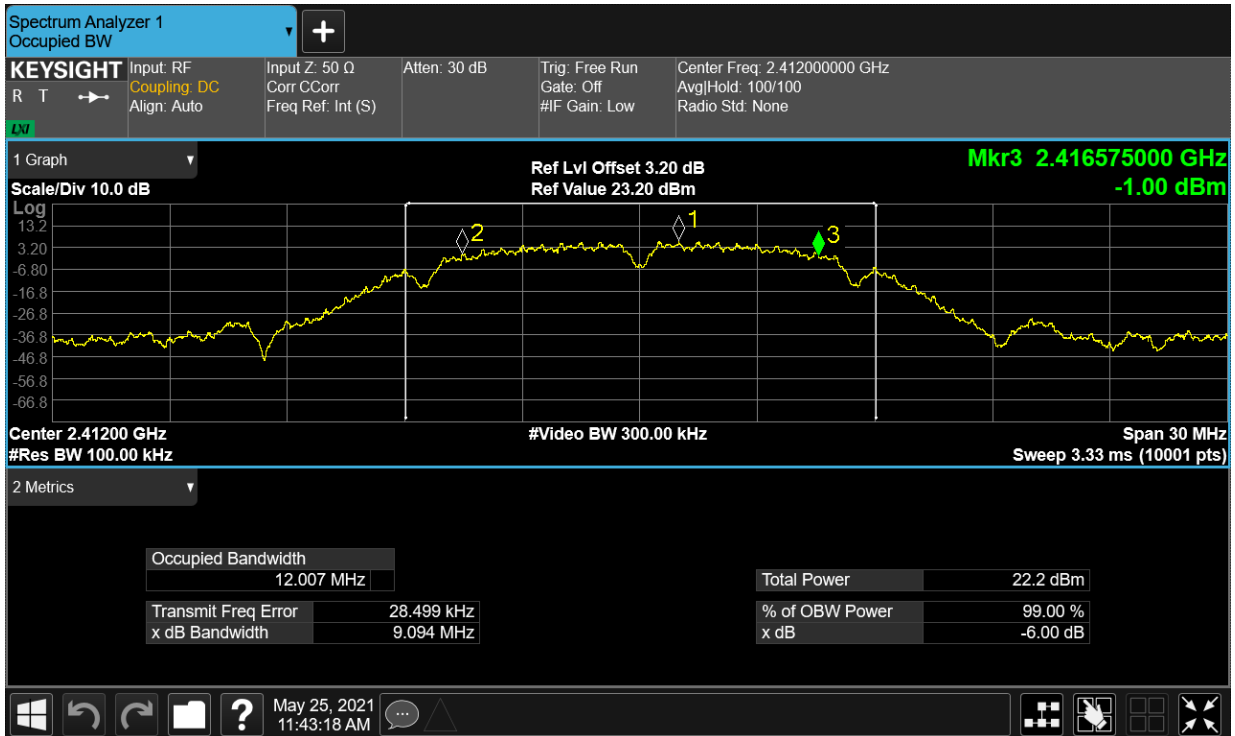 Spectrum Analyzer 1
Occupied BW
+
KEYSIGHT
R T
LXI
Input: RF
Coupling: DC
Align: Auto
Input Z: 50 Ω
Corr CCorr
Freq Ref: Int (S)
Atten: 30 dB
Trig: Free Run
Gate: Off
#IF Gain: Low
Center Freq: 2.412000000 GHz
Avg|Hold: 100/100
Radio Std: None
1 Graph
Scale/Div 10.0 dB
Ref Lvl Offset 3.20 dB
Ref Value 23.20 dBm
Mkr3 2.416575000 GHz
-1.00 dBm
Log
13.2
3.20
-6.80
-16.8
-26.8
-36.8
-46.8
-56.8
-66.8
2
1
3
Center 2.41200 GHz
#Res BW 100.00 kHz
#Video BW 300.00 kHz
Span 30 MHz
Sweep 3.33 ms (10001 pts)
2 Metrics
Occupied Bandwidth
12.007 MHz
Transmit Freq Error 28.499 kHz
x dB Bandwidth 9.094 MHz
Total Power 22.2 dBm
% of OBW Power 99.00 %
x dB -6.00 dB
?
May 25, 2021
11:43:18 AM